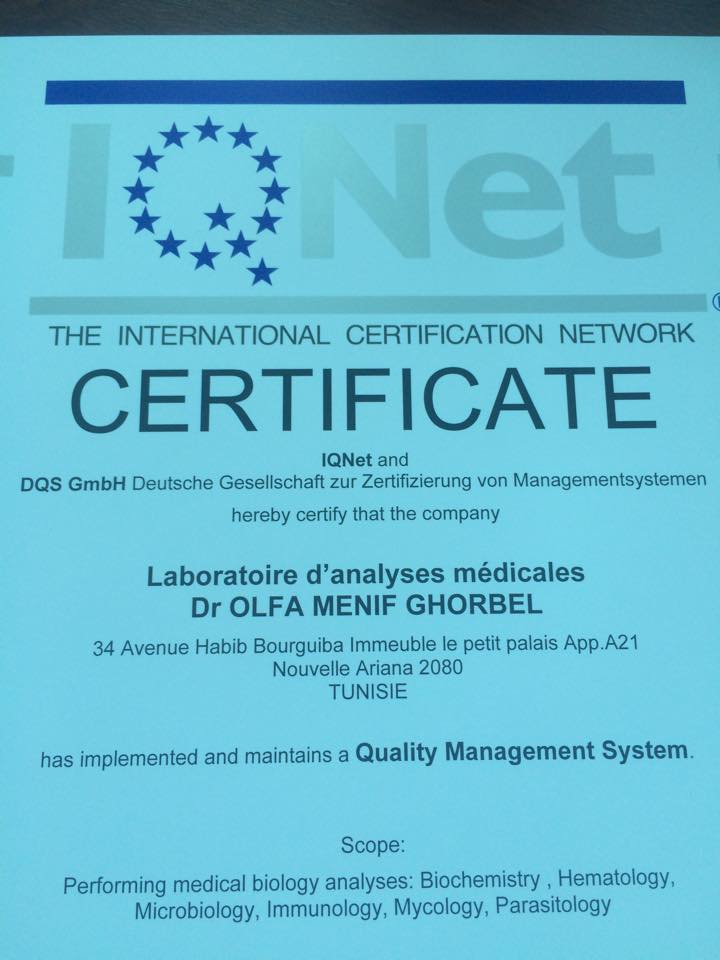 IQNet
®
THE INTERNATIONAL CERTIFICATION NETWORK
CERTIFICATE
IQNet and
DQS GmbH Deutsche Gesellschaft zur Zertifizierung von Managementsystemen
hereby certify that the company
Laboratoire d'analyses médicales
Dr OLFA MENIF GHORBEL
34 Avenue Habib Bourguiba Immeuble le petit palais App.A21
Nouvelle Ariana 2080
TUNISIE
has implemented and maintains a Quality Management System.
Scope:
Performing medical biology analyses: Biochemistry , Hematology,
Microbiology, Immunology, Mycology, Parasitology